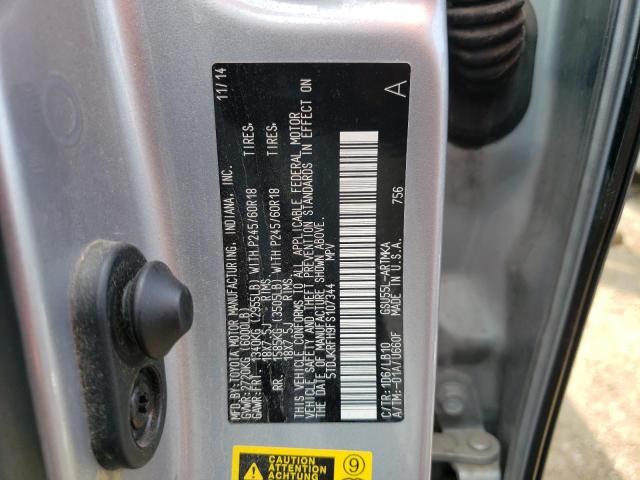 MFD. BY: TOYOTA MOTOR MANUFACTURING, INDIANA, INC. 11/14
GVWR: 2720KG (6000LB)
GAWR: FRT 1340KG (2955LB) WITH P245/60R18 TIRES,
18X7.5J RIMS
RR 1585KG (3505LB) WITH P245/60R18 TIRES,
18X7.5J RIMS
THIS VEHICLE CONFORMS TO ALL APPLICABLE FEDERAL MOTOR
VEHICLE SAFETY AND THEFT PREVENTION STANDARDS IN EFFECT ON
THE DATE OF MANUFACTURE SHOWN ABOVE.
5TDJKRFH9FS107344 MPV
A
756
C/TR: 1D6/LB10 GSU55L-ARTMKA
A/TM: -01A/U660F MADE IN U.S.A.
CAUTION
ATTENTION
ACHTUNG
9